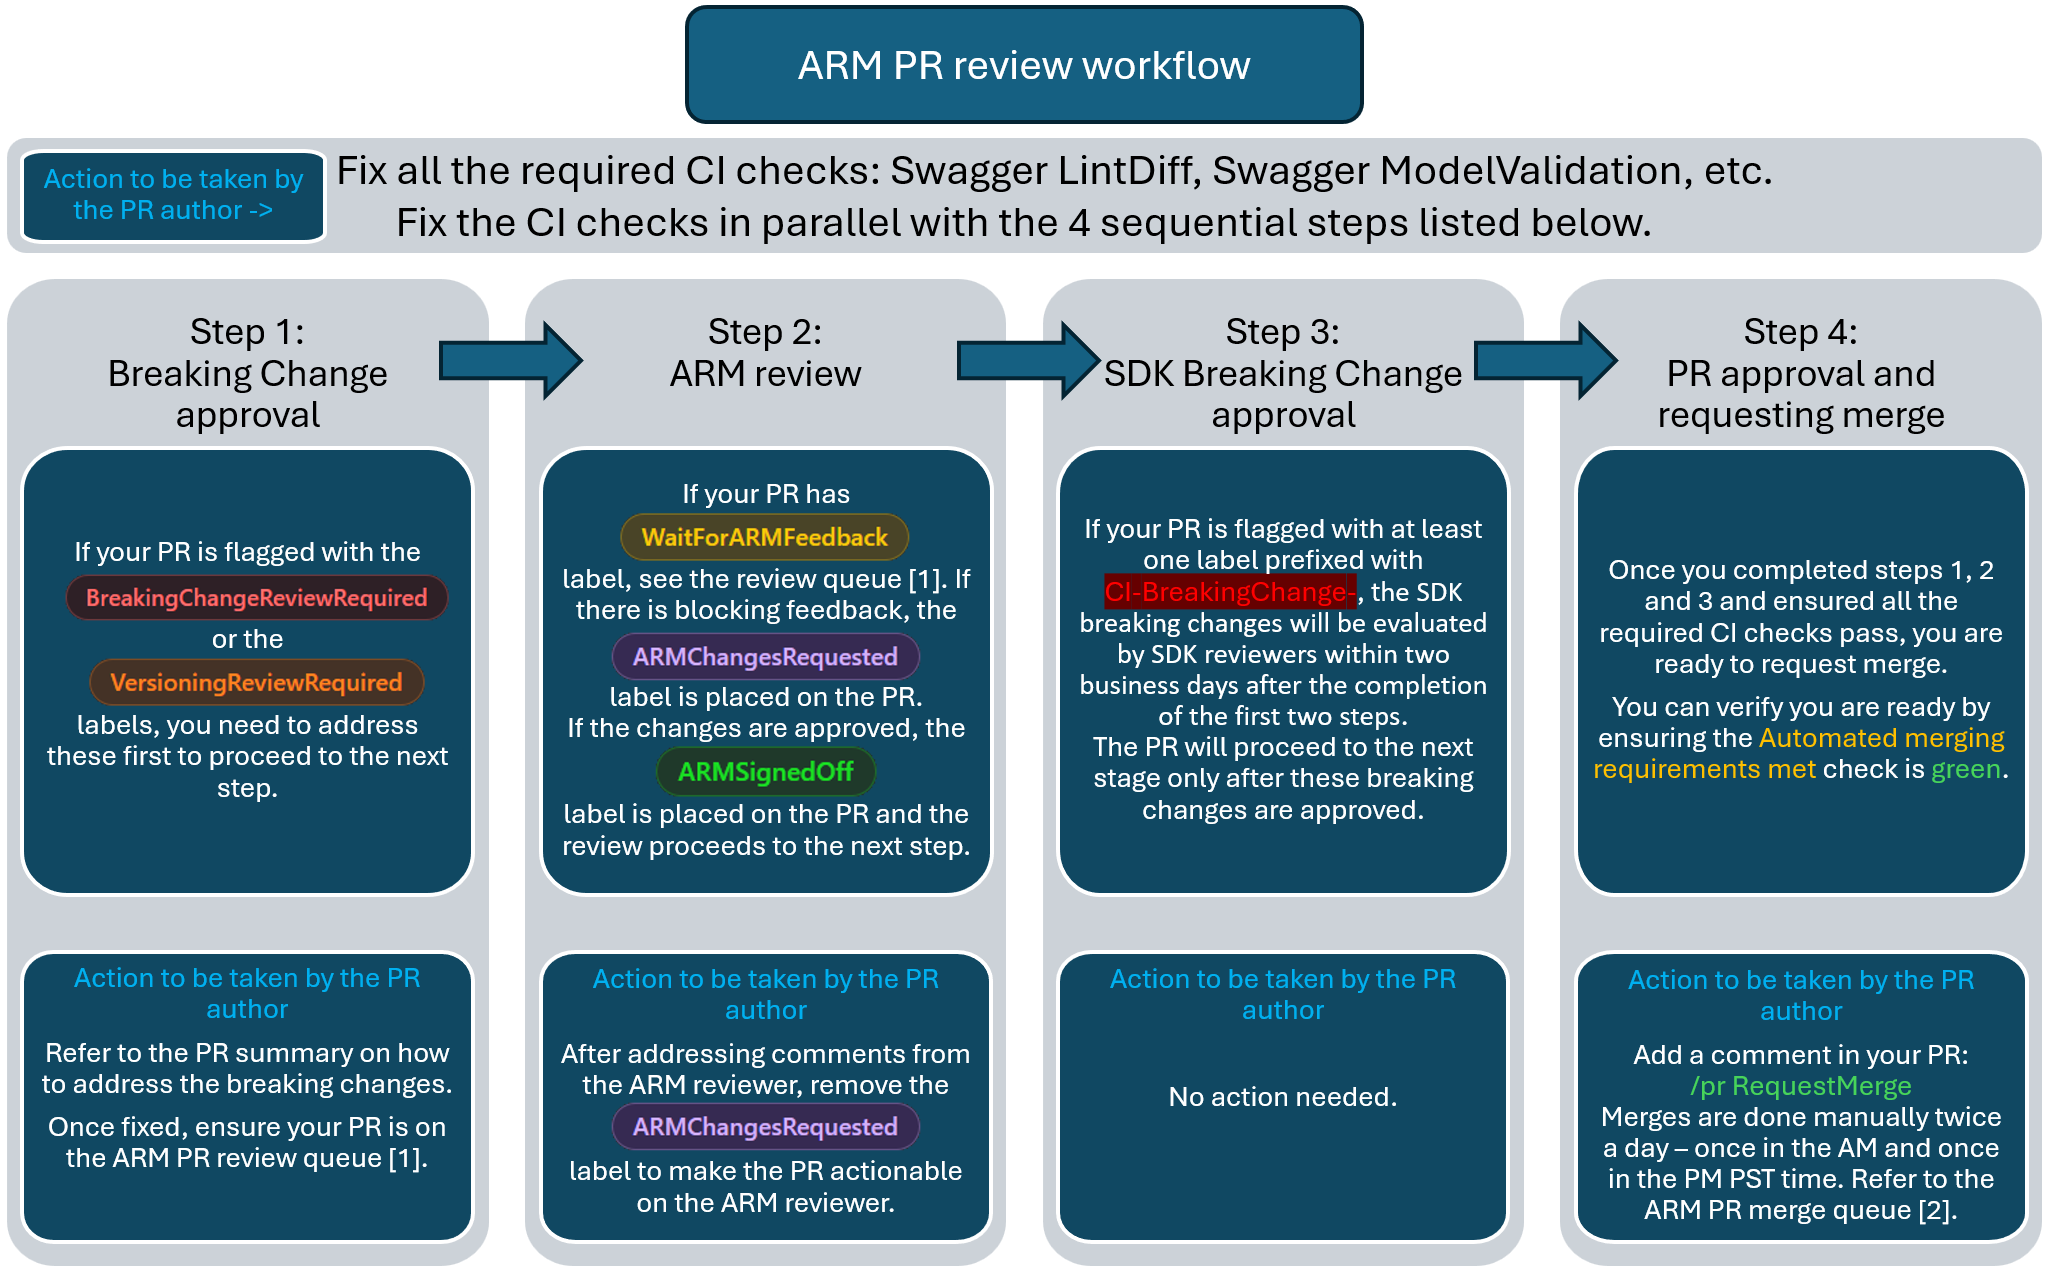 ARM PR review workflow
Action to be taken by
the PR author ->
Fix all the required CI checks: Swagger LintDiff, Swagger ModelValidation, etc.
Fix the CI checks in parallel with the 4 sequential steps listed below.
Step 1:
Breaking Change
approval
If your PR is flagged with the
BreakingChangeReviewRequired
or the
VersioningReviewRequired
labels, you need to address
these first to proceed to the next
step.
Action to be taken by the PR
author
Refer to the PR summary on how
to address the breaking changes.
Once fixed, ensure your PR is on
the ARM PR review queue [1].
Step 2:
ARM review
If your PR has
WaitForARMFeedback
label, see the review queue [1]. If
there is blocking feedback, the
ARMChangesRequested
label is placed on the PR.
If the changes are approved, the
ARMSignedOff
label is placed on the PR and the
review proceeds to the next step.
Action to be taken by the PR
author
After addressing comments from
the ARM reviewer, remove the
ARMChangesRequested
label to make the PR actionable
on the ARM reviewer.
Step 3:
SDK Breaking Change
approval
If your PR is flagged with at least
one label prefixed with
CI-BreakingChange-, the SDK
breaking changes will be evaluated
by SDK reviewers within two
business days after the completion
of the first two steps.
The PR will proceed to the next
stage only after these breaking
changes are approved.
Action to be taken by the PR
author
No action needed.
Step 4:
PR approval and
requesting merge
Once you completed steps 1, 2
and 3 and ensured all the
required CI checks pass, you are
ready to request merge.
You can verify you are ready by
ensuring the Automated merging
requirements met check is green.
Action to be taken by the PR
author
Add a comment in your PR:
/pr RequestMerge
Merges are done manually twice
a day – once in the AM and once
in the PM PST time. Refer to the
ARM PR merge queue [2].